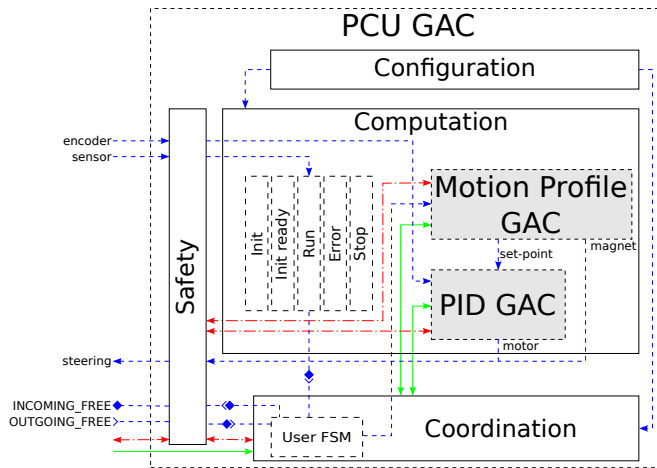 PCU GAC
Configuration
Computation
encoder
sensor
Safety
Init
Init ready
Run
Error
Stop
Motion Profile
GAC
magnet
set-point
PID GAC
motor
steering
INCOMING_FREE
OUTGOING_FREE
User FSM
Coordination